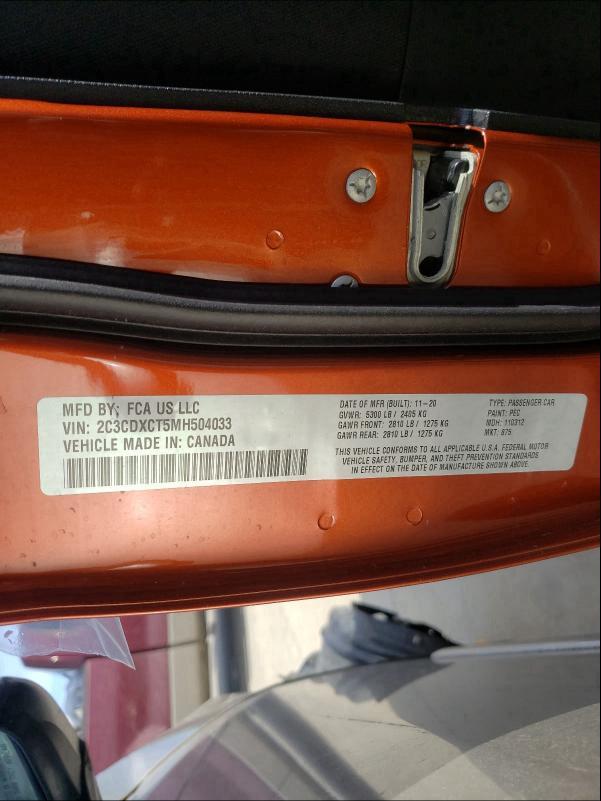 MFD BY: FCA US LLC
VIN: 2C3CDXCT5MH504033
VEHICLE MADE IN: CANADA
DATE OF MFR (BUILT): 11-20
GVWR: 5300 LB / 2405 KG
GAWR FRONT: 2810 LB / 1275 KG
GAWR REAR: 2810 LB / 1275 KG
TYPE: PASSENGER CAR
PAINT: PEC
MDH: 110312
MKT: 875
THIS VEHICLE CONFORMS TO ALL APPLICABLE U.S.A. FEDERAL MOTOR
VEHICLE SAFETY, BUMPER, AND THEFT PREVENTION STANDARDS
IN EFFECT ON THE DATE OF MANUFACTURE SHOWN ABOVE.